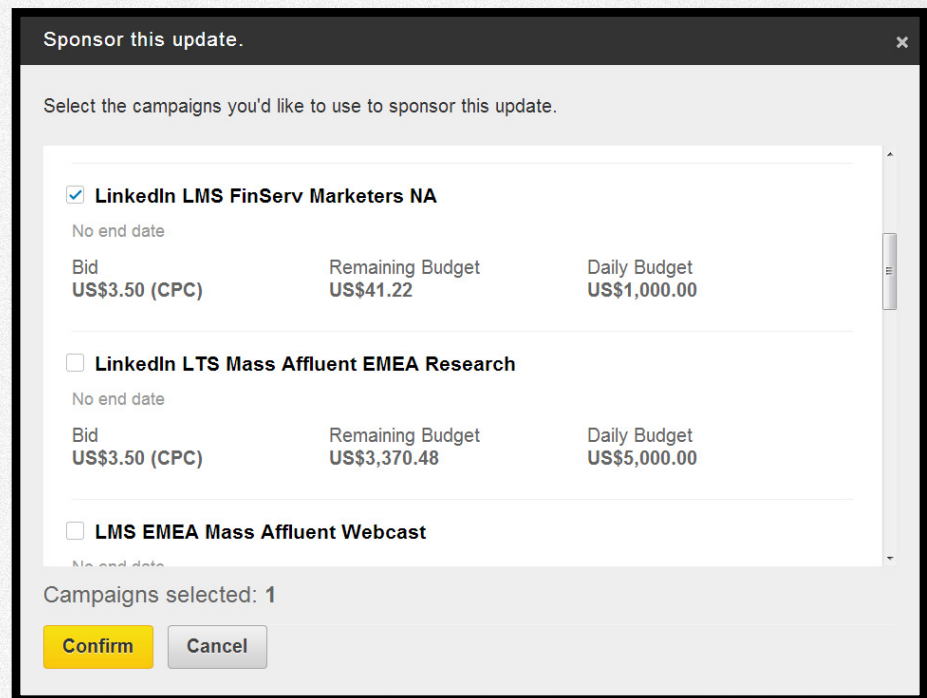 Sponsor this update.
Select the campaigns you'd like to use to sponsor this update.
LinkedIn LMS FinServ Marketers NA
No end date
Bid Remaining Budget Daily Budget
US$3.50 (CPC) US$41.22 US$1,000.00
LinkedIn LTS Mass Affluent EMEA Research
No end date
Bid Remaining Budget Daily Budget
US$3.50 (CPC) US$3,370.48 US$5,000.00
LMS EMEA Mass Affluent Webcast
No end date
Campaigns selected: 1
Confirm Cancel